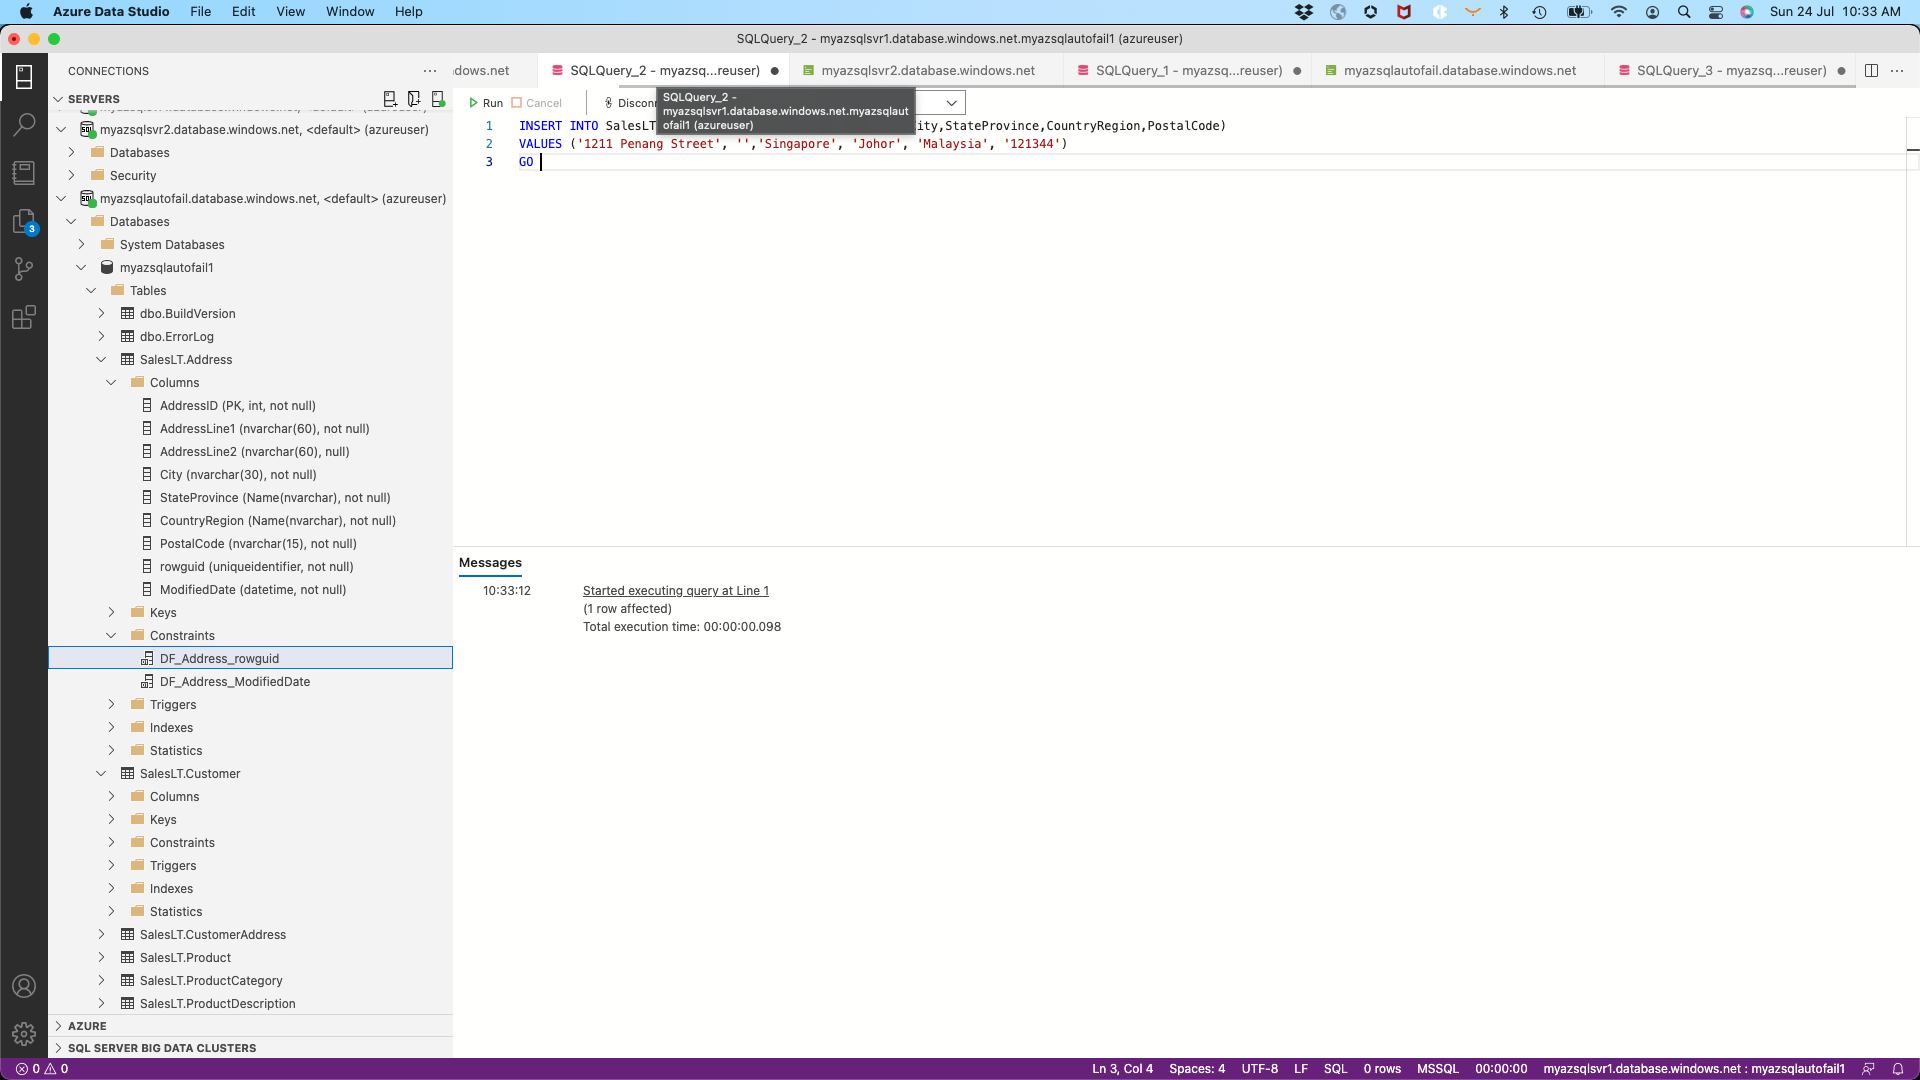 Azure Data Studio File Edit View Window Help Sun 24 Jul 10:33 AM
SQLQuery_2 - myazsqlsvr1.database.windows.net.myazsqlautofail1 (azureuser)
CONNECTIONS
dows.net SQLQuery_2 - myazsq...reuser) myazsqlsvr2.database.windows.net SQLQuery_1 - myazsq...reuser) myazsqlautofail.database.windows.net SQLQuery_3 - myazsq...reuser)
SERVERS
Run Cancel Disconn
SQLQuery_2 -
myazsqlsvr1.database.windows.net.myazsqlaut
ofail1 (azureuser)
1 INSERT INTO SalesLT ity,StateProvince,CountryRegion,PostalCode)
2 VALUES ('1211 Penang Street', '','Singapore', 'Johor', 'Malaysia', '121344')
3 GO
myazsqlsvr2.database.windows.net, <default> (azureuser)
Databases
Security
myazsqlautofail.database.windows.net, <default> (azureuser)
Databases
System Databases
myazsqlautofail1
Tables
dbo.BuildVersion
dbo.ErrorLog
SalesLT.Address
Columns
AddressID (PK, int, not null)
AddressLine1 (nvarchar(60), not null)
AddressLine2 (nvarchar(60), null)
City (nvarchar(30), not null)
StateProvince (Name(nvarchar), not null)
CountryRegion (Name(nvarchar), not null)
PostalCode (nvarchar(15), not null)
rowguid (uniqueidentifier, not null)
ModifiedDate (datetime, not null)
Keys
Constraints
DF_Address_rowguid
DF_Address_ModifiedDate
Triggers
Indexes
Statistics
SalesLT.Customer
Columns
Keys
Constraints
Triggers
Indexes
Statistics
SalesLT.CustomerAddress
SalesLT.Product
SalesLT.ProductCategory
SalesLT.ProductDescription
AZURE
SQL SERVER BIG DATA CLUSTERS
3
Messages
10:33:12 Started executing query at Line 1
(1 row affected)
Total execution time: 00:00:00.098
0 0 Ln 3, Col 4 Spaces: 4 UTF-8 LF SQL 0 rows MSSQL 00:00:00 myazsqlsvr1.database.windows.net : myazsqlautofail1